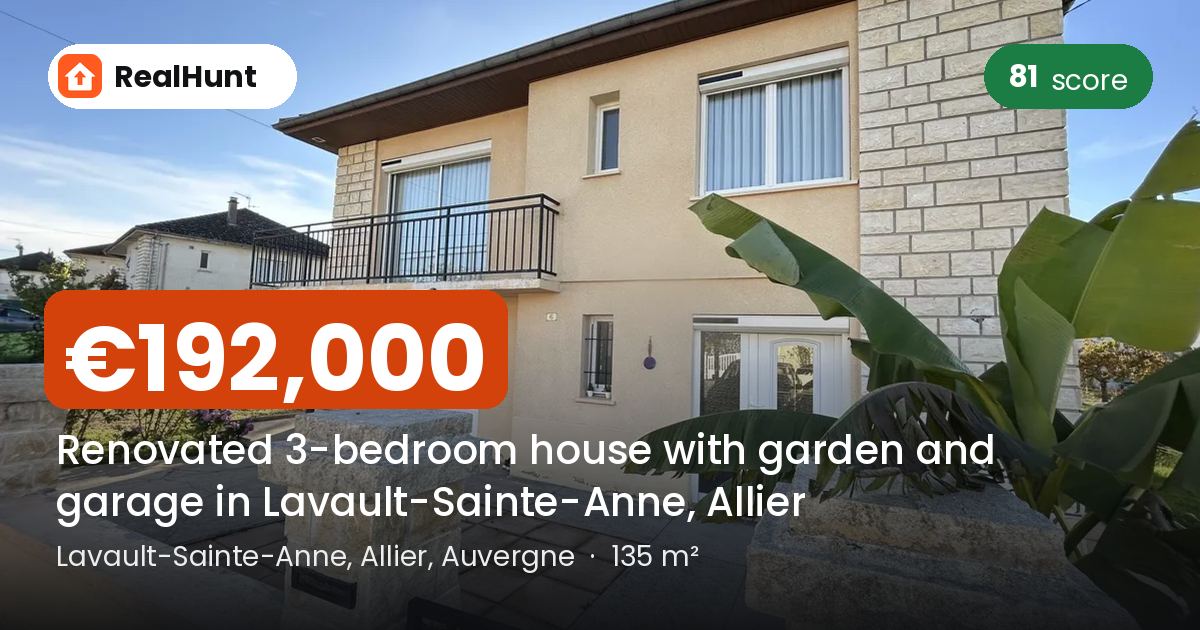 RealHunt
81 score
€192,000
Renovated 3-bedroom house with garden and
garage in Lavault-Sainte-Anne, Allier
Lavault-Sainte-Anne, Allier, Auvergne · 135 m²